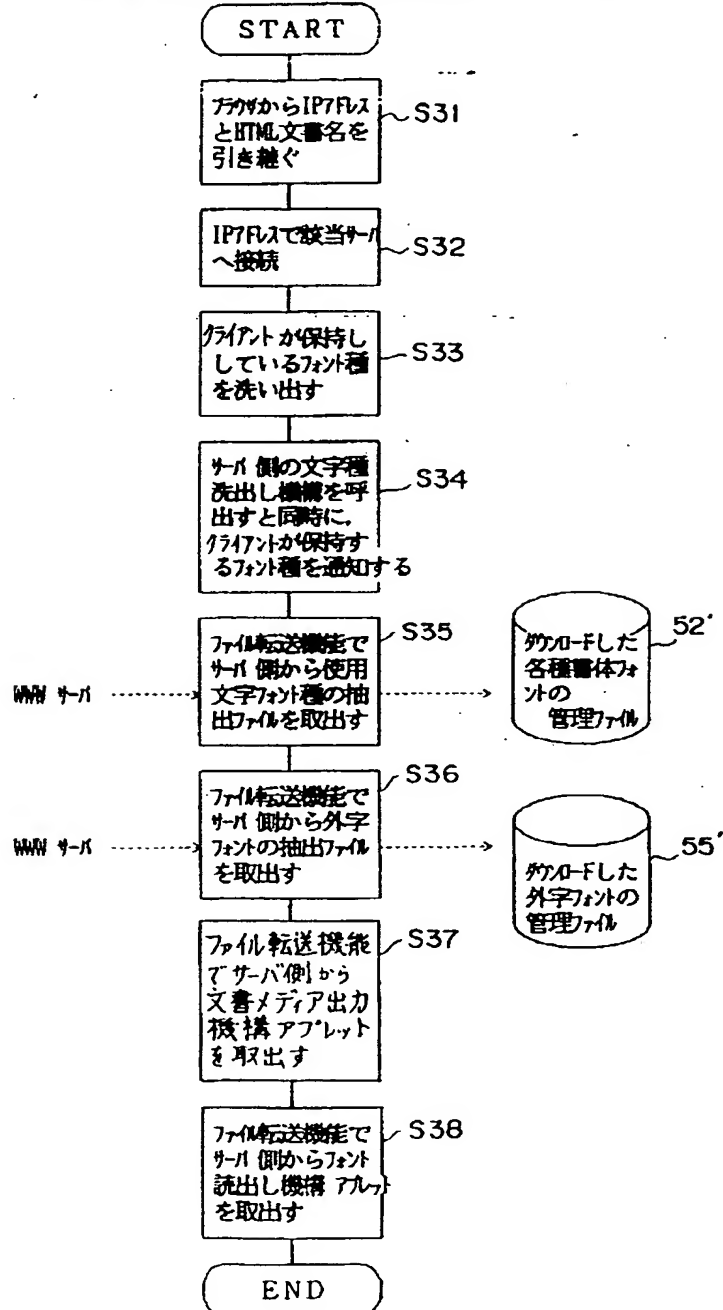 START
ブラウザからIPアドレス
とHTML文書名を
引き継ぐ
S31
IPアドレスで該当サーバ
へ接続
S32
クライアントが保持し
しているフォント種
を洗い出す
S33
サーバ側の文字種
洗出し機構を呼
出すと同時に、
クライアントが保持す
るフォント種を通知する
S34
WWW サーバ
ファイル転送機能で
サーバ側から使用
文字フォント種の抽
出ファイルを取出す
S35
ダウンロードした
各種書体フォ
ントの
管理ファイル
52'
WWW サーバ
ファイル転送機能で
サーバ側から外字
フォントの抽出ファイル
を取出す
S36
ダウンロードした
外字フォントの
管理ファイル
55'
ファイル転送機能
でサーバ側から
文書メディア出力
機構アプレット
を取出す
S37
ファイル転送機能で
サーバ側からフォント
読出し機構アプレット
を取出す
S38
END